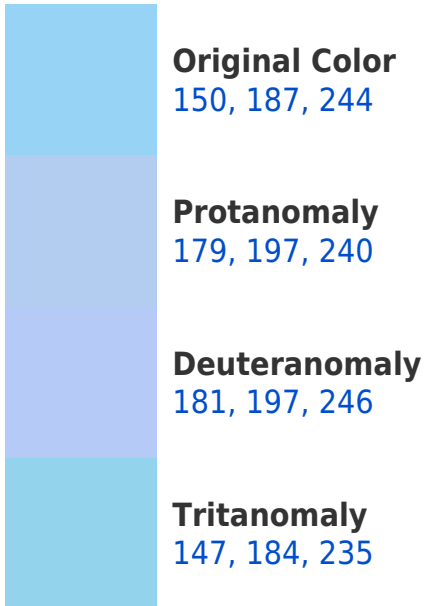 Original Color
150, 187, 244
Protanomaly
179, 197, 240
Deuteranomaly
181, 197, 246
Tritanomaly
147, 184, 235